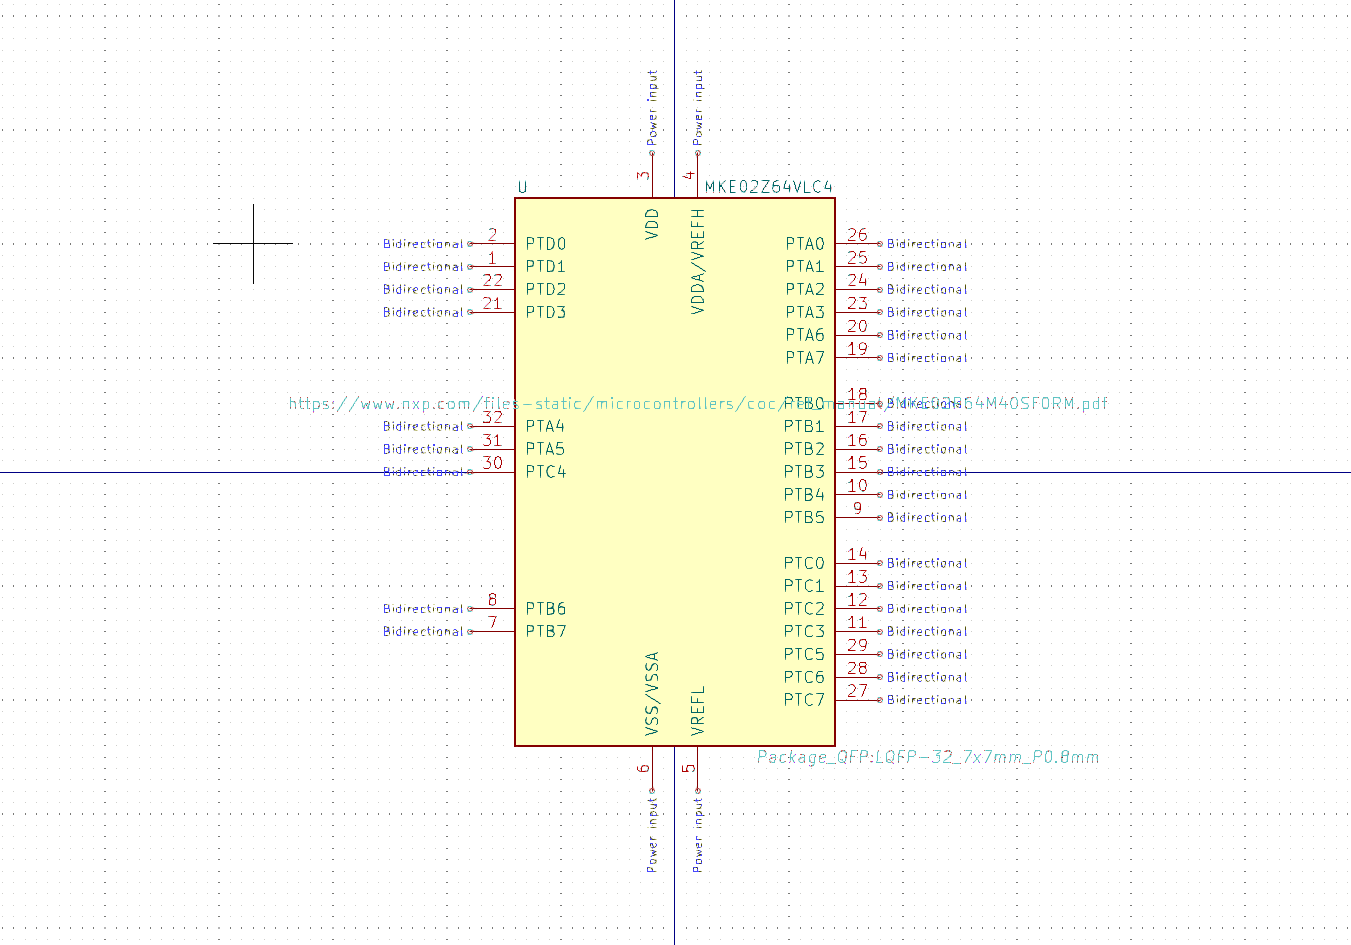 Power input Power input
3 4
U MKE02Z64VLC4
VDD VDDA/VREFH
Bidirectional 2 PTD0 PTA0 26 Bidirectional
Bidirectional 1 PTD1 PTA1 25 Bidirectional
Bidirectional 22 PTD2 PTA2 24 Bidirectional
Bidirectional 21 PTD3 PTA3 23 Bidirectional
PTA6 20 Bidirectional
PTA7 19 Bidirectional
PTB0 18 Bidirectional
https://www.nxp.com/files-static/microcontrollers/doc/ref_manual/MKE02P64M40SF0RM.pdf
Bidirectional 32 PTA4 PTB1 17 Bidirectional
Bidirectional 31 PTA5 PTB2 16 Bidirectional
Bidirectional 30 PTC4 PTB3 15 Bidirectional
PTB4 10 Bidirectional
PTB5 9 Bidirectional
PTC0 14 Bidirectional
PTC1 13 Bidirectional
Bidirectional 8 PTB6 PTC2 12 Bidirectional
Bidirectional 7 PTB7 PTC3 11 Bidirectional
PTC5 29 Bidirectional
PTC6 28 Bidirectional
PTC7 27 Bidirectional
VSS/VSSA VREFL
Package_QFP:LQFP-32_7x7mm_P0.8mm
6 5
Power input Power input